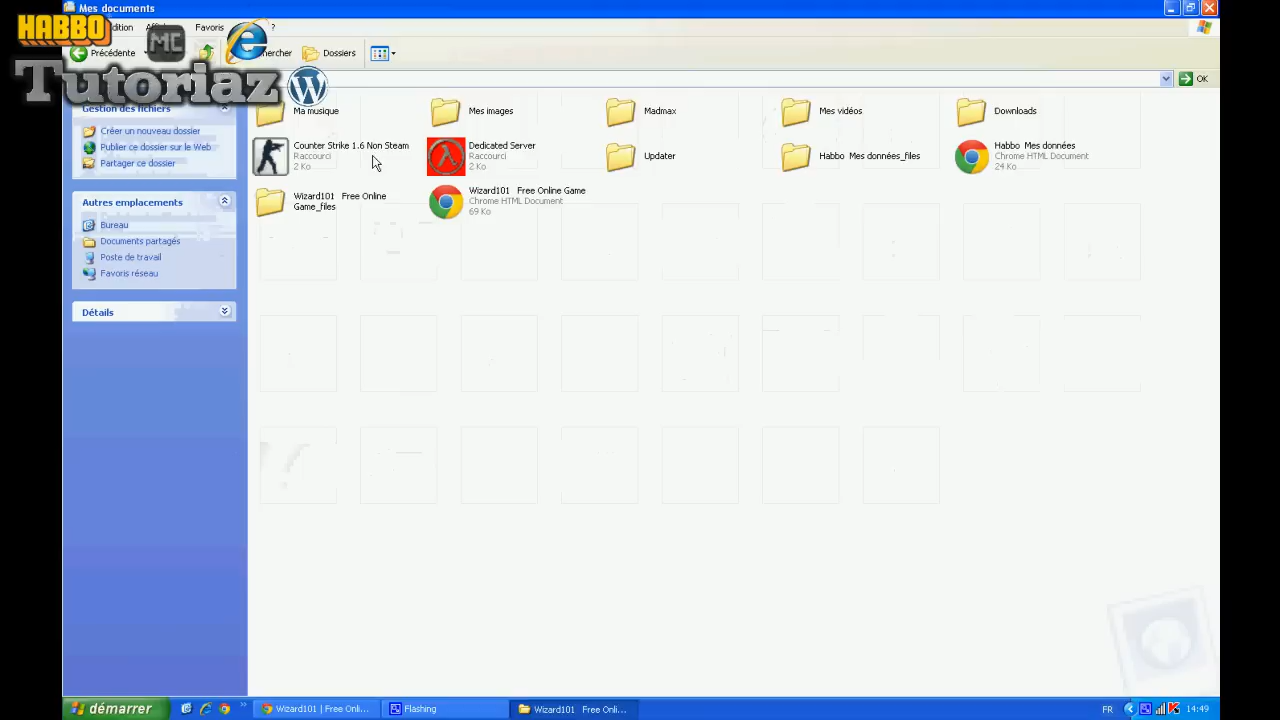 Mes documents
HABBO
MC
Tutoriaz
dition
Favoris
?
Précédente
hercher
Dossiers
OK
Gestion des fichiers
Créer un nouveau dossier
Publier ce dossier sur le Web
Partager ce dossier
Autres emplacements
Bureau
Documents partagés
Poste de travail
Favoris réseau
Détails
Ma musique
Mes images
Madmax
Mes vidéos
Downloads
Counter Strike 1.6 Non Steam
Raccourci
2 Ko
Dedicated Server
Raccourci
2 Ko
Updater
Habbo Mes données_files
Habbo Mes données
Chrome HTML Document
24 Ko
Wizard101 Free Online
Game_files
Wizard101 Free Online Game
Chrome HTML Document
69 Ko
démarrer
Wizard101 | Free Onli...
Flashing
Wizard101 Free Onli...
FR
14:49